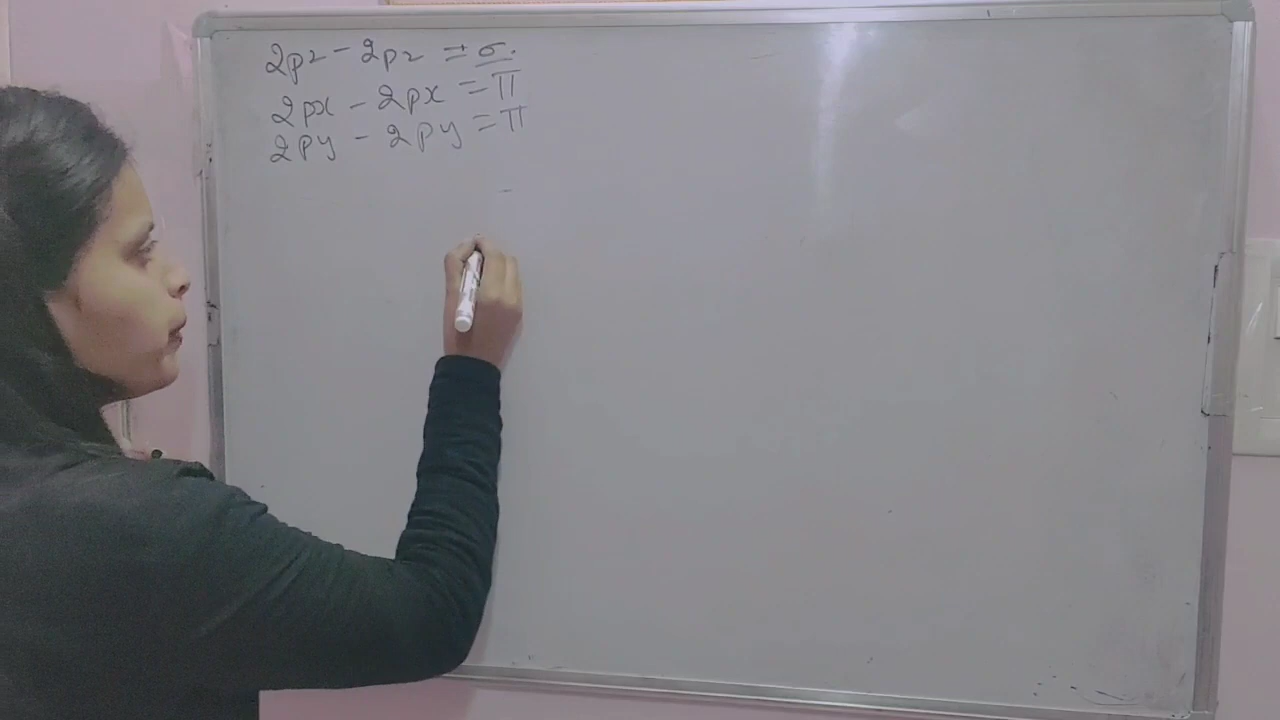 2pz - 2pz = σ.
2px - 2px = π
2py - 2py = π